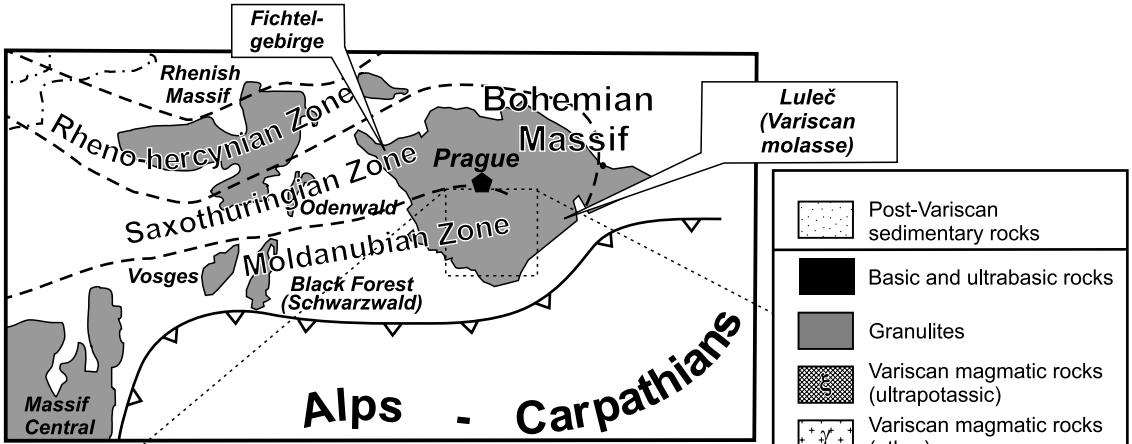 Fichtel-
gebirge
Rhenish
Massif
Rheno-hercynian Zone
Bohemian
Massif
Luleč
(Variscan
molasse)
Prague
Saxothuringian Zone
Odenwald
Moldanubian Zone
Vosges
Black Forest
(Schwarzwald)
Massif
Central
Alps - Carpathians
Post-Variscan
sedimentary rocks
Basic and ultrabasic rocks
Granulites
ξ
Variscan magmatic rocks
(ultrapotassic)
γ
Variscan magmatic rocks